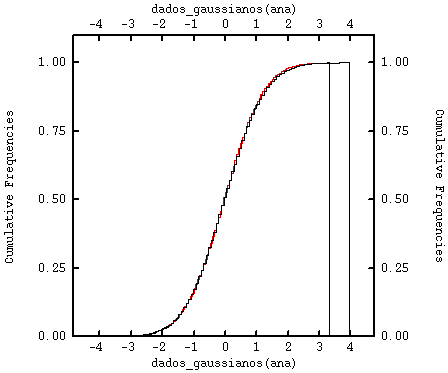 dados_gaussianos(ana)
-4 -3 -2 -1 0 1 2 3 4
1.00 1.00
0.75 0.75
0.50 0.50
0.25 0.25
0.00 0.00
Cumulative Frequencies
Cumulative Frequencies
-4 -3 -2 -1 0 1 2 3 4
dados_gaussianos(ana)